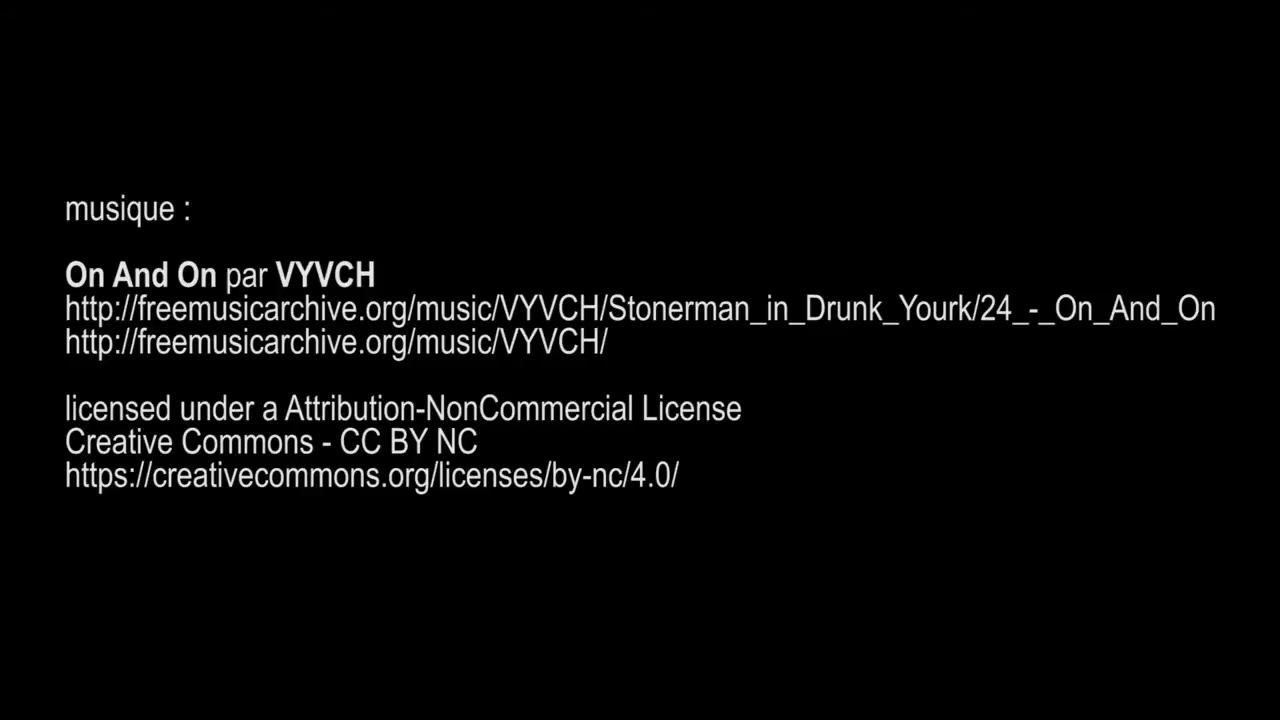 musique :
On And On par VYVCH
http://freemusicarchive.org/music/VYVCH/Stonerman_in_Drunk_Yourk/24_-_On_And_On
http://freemusicarchive.org/music/VYVCH/
licensed under a Attribution-NonCommercial License
Creative Commons - CC BY NC
https://creativecommons.org/licenses/by-nc/4.0/